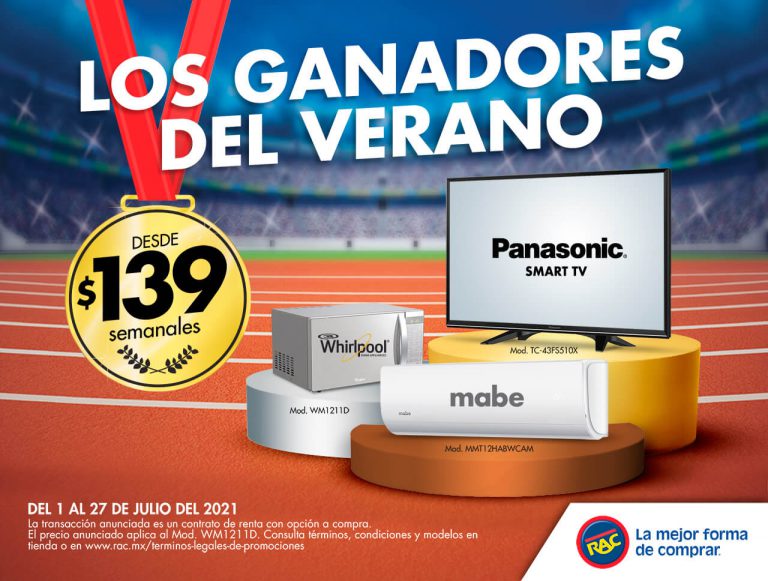 LOS GANADORES
DEL VERANO
DESDE
$139
semanales
Panasonic
SMART TV
Mod. TC-43FS510X
Whirlpool
Mod. WM1211D
mabe
mabe
Mod. MMT12HABWCAM
DEL 1 AL 27 DE JULIO DEL 2021
La transacción anunciada es un contrato de renta con opción a compra.
El precio anunciado aplica al Mod. WM1211D. Consulta términos, condiciones y modelos en
tienda o en www.rac.mx/terminos-legales-de-promociones
RAC
La mejor forma
de comprar.